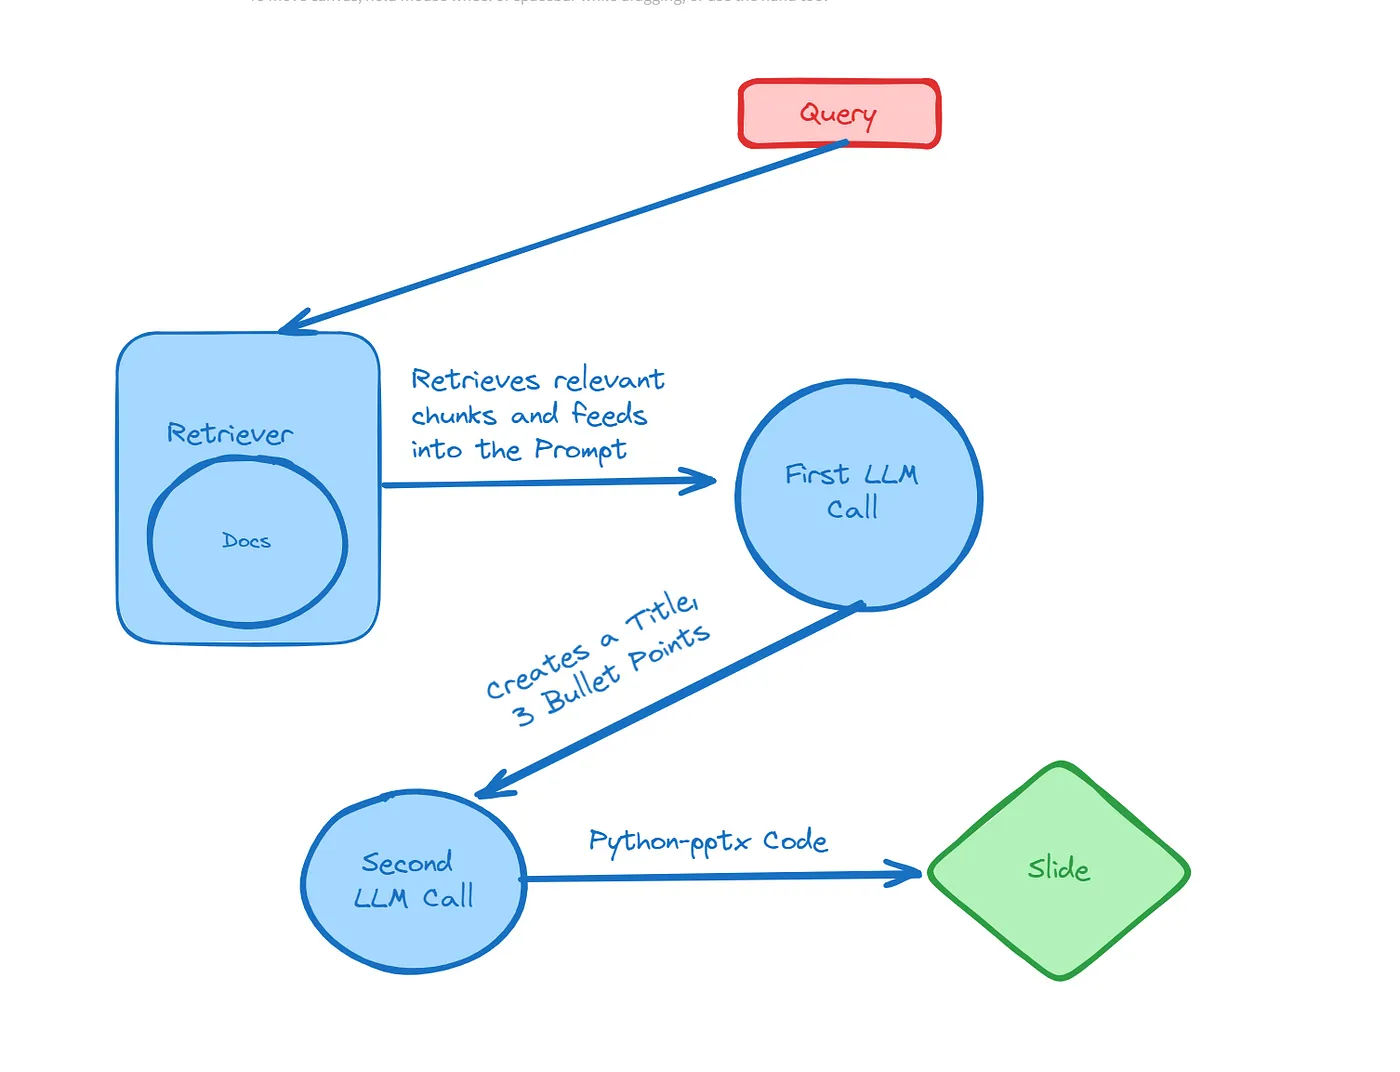 Query
Retrieves relevant
chunks and feeds
into the Prompt
Retriever
Docs
First LLM
Call
Creates a Title,
3 Bullet Points
Second
LLM Call
Python-pptx Code
Slide